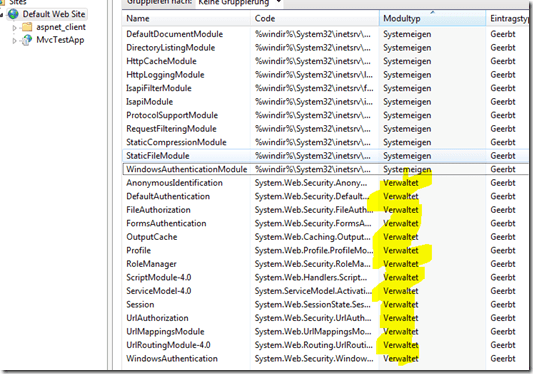 Sites
Gruppieren nach: Keine Gruppierung
Default Web Site
aspnet_client
MvcTestApp
Name Code Modultyp Eintragstyp
DefaultDocumentModule %windir%\System32\inetsrv\... Systemeigen Geerbt
DirectoryListingModule %windir%\System32\inetsrv\... Systemeigen Geerbt
HttpCacheModule %windir%\System32\inetsrv\... Systemeigen Geerbt
HttpLoggingModule %windir%\System32\inetsrv\l... Systemeigen Geerbt
IsapiFilterModule %windir%\System32\inetsrv\f... Systemeigen Geerbt
IsapiModule %windir%\System32\inetsrv\i... Systemeigen Geerbt
ProtocolSupportModule %windir%\System32\inetsrv\... Systemeigen Geerbt
RequestFilteringModule %windir%\System32\inetsrv\... Systemeigen Geerbt
StaticCompressionModule %windir%\System32\inetsrv\... Systemeigen Geerbt
StaticFileModule %windir%\System32\inetsrv\... Systemeigen Geerbt
WindowsAuthenticationModule %windir%\System32\inetsrv\... Systemeigen Geerbt
AnonymousIdentification System.Web.Security.Anony... Verwaltet Geerbt
DefaultAuthentication System.Web.Security.Default... Verwaltet Geerbt
FileAuthorization System.Web.Security.FileAuth... Verwaltet Geerbt
FormsAuthentication System.Web.Security.FormsA... Verwaltet Geerbt
OutputCache System.Web.Caching.Output... Verwaltet Geerbt
Profile System.Web.Profile.ProfileMo... Verwaltet Geerbt
RoleManager System.Web.Security.RoleMa... Verwaltet Geerbt
ScriptModule-4.0 System.Web.Handlers.Script... Verwaltet Geerbt
ServiceModel-4.0 System.ServiceModel.Activati... Verwaltet Geerbt
Session System.Web.SessionState.Ses... Verwaltet Geerbt
UrlAuthorization System.Web.Security.UrlAuth... Verwaltet Geerbt
UrlMappingsModule System.Web.UrlMappingsMo... Verwaltet Geerbt
UrlRoutingModule-4.0 System.Web.Routing.UrlRouti... Verwaltet Geerbt
WindowsAuthentication System.Web.Security.Window... Verwaltet Geerbt